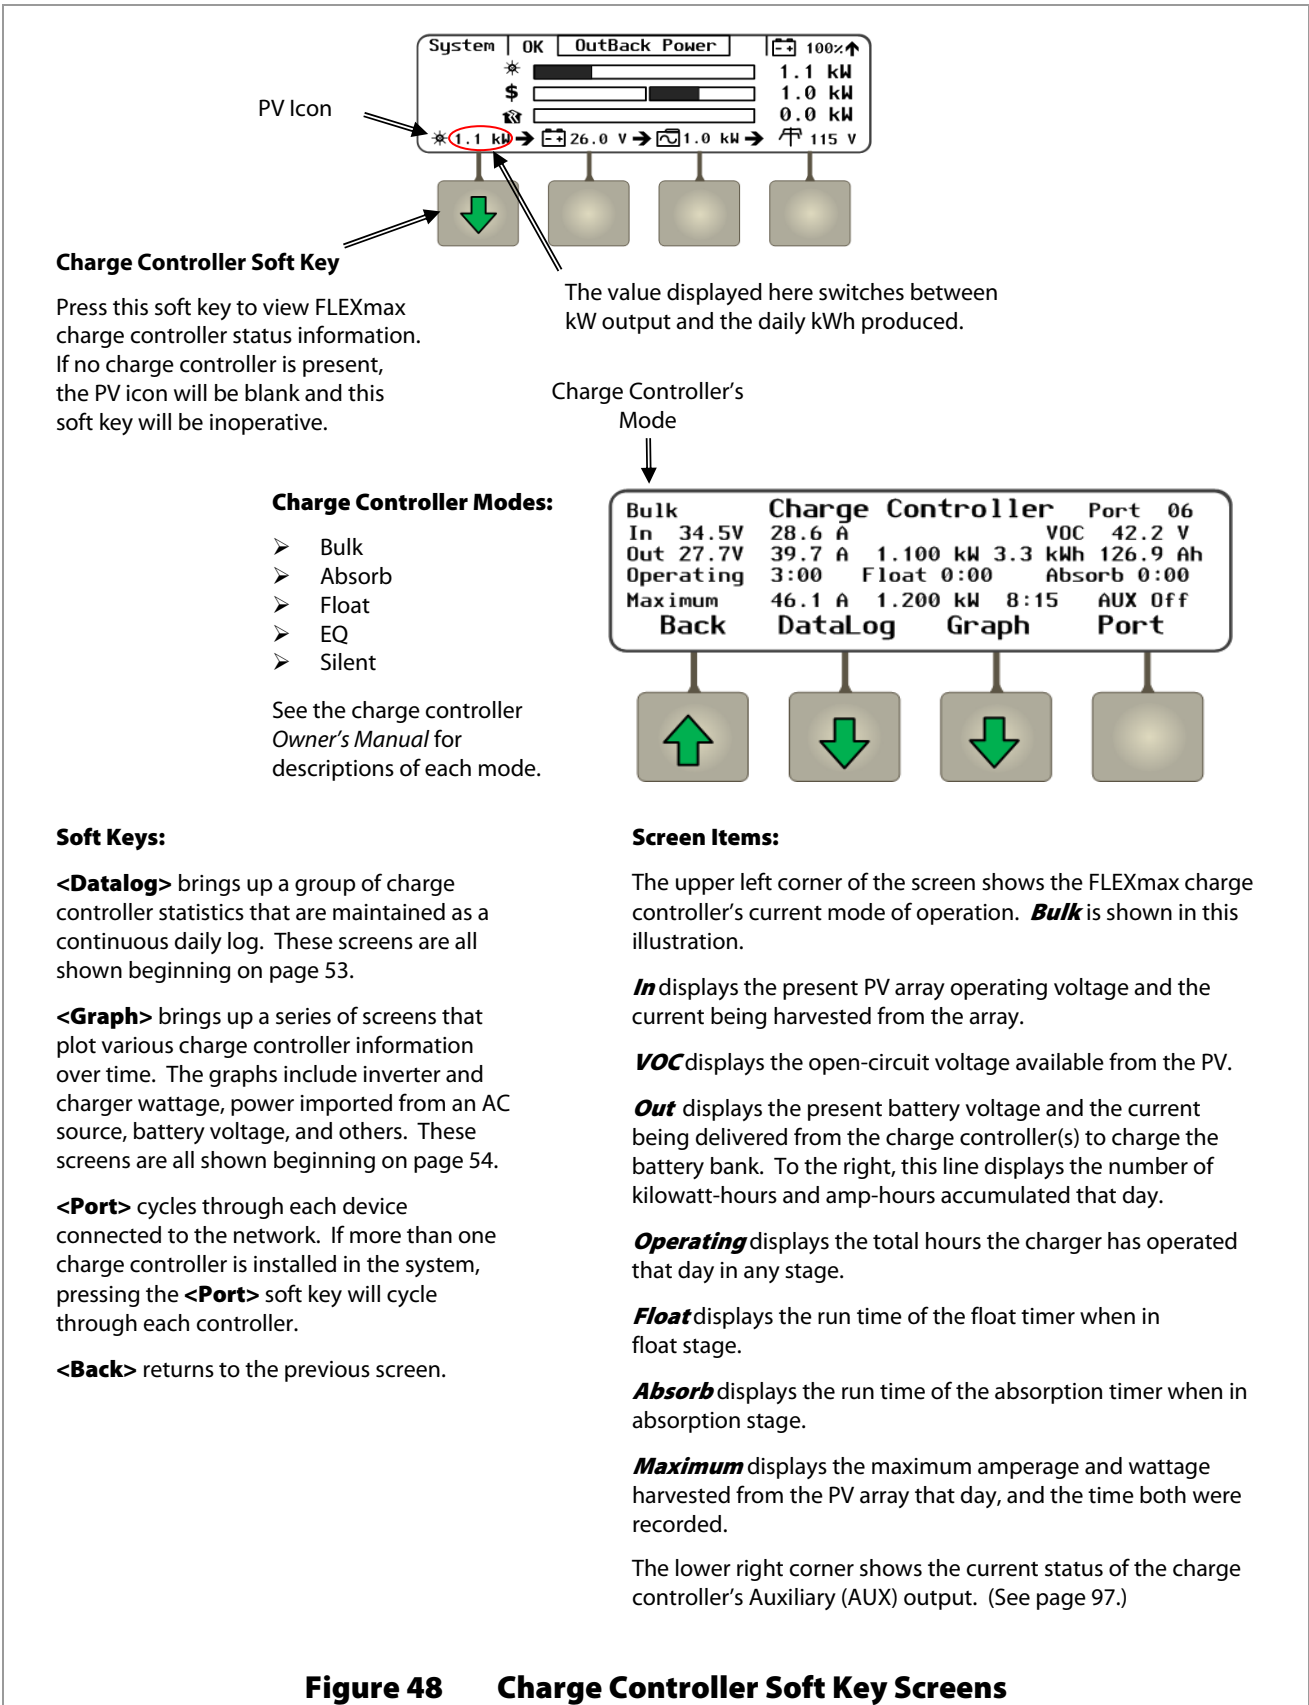 System OK OutBack Power 100% 
1.1 kW
$ 1.0 kW
0.0 kW
1.1 kW 26.0 V 1.0 kW 115 V
PV Icon
Charge Controller Soft Key
Press this soft key to view FLEXmax
charge controller status information.
If no charge controller is present,
the PV icon will be blank and this
soft key will be inoperative.
The value displayed here switches between
kW output and the daily kWh produced.
Charge Controller's
Mode
Charge Controller Modes:
➢ Bulk
➢ Absorb
➢ Float
➢ EQ
➢ Silent
See the charge controller
Owner's Manual for
descriptions of each mode.
Bulk Charge Controller Port 06
In 34.5V 28.6 A VOC 42.2 V
Out 27.7V 39.7 A 1.100 kW 3.3 kWh 126.9 Ah
Operating 3:00 Float 0:00 Absorb 0:00
Maximum 46.1 A 1.200 kW 8:15 AUX Off
Back DataLog Graph Port
Soft Keys:
<Datalog> brings up a group of charge
controller statistics that are maintained as a
continuous daily log. These screens are all
shown beginning on page 53.
<Graph> brings up a series of screens that
plot various charge controller information
over time. The graphs include inverter and
charger wattage, power imported from an AC
source, battery voltage, and others. These
screens are all shown beginning on page 54.
<Port> cycles through each device
connected to the network. If more than one
charge controller is installed in the system,
pressing the <Port> soft key will cycle
through each controller.
<Back> returns to the previous screen.
Screen Items:
The upper left corner of the screen shows the FLEXmax charge
controller's current mode of operation. Bulk is shown in this
illustration.
In displays the present PV array operating voltage and the
current being harvested from the array.
VOC displays the open-circuit voltage available from the PV.
Out displays the present battery voltage and the current
being delivered from the charge controller(s) to charge the
battery bank. To the right, this line displays the number of
kilowatt-hours and amp-hours accumulated that day.
Operating displays the total hours the charger has operated
that day in any stage.
Float displays the run time of the float timer when in
float stage.
Absorb displays the run time of the absorption timer when in
absorption stage.
Maximum displays the maximum amperage and wattage
harvested from the PV array that day, and the time both were
recorded.
The lower right corner shows the current status of the charge
controller's Auxiliary (AUX) output. (See page 97.)
Figure 48 Charge Controller Soft Key Screens